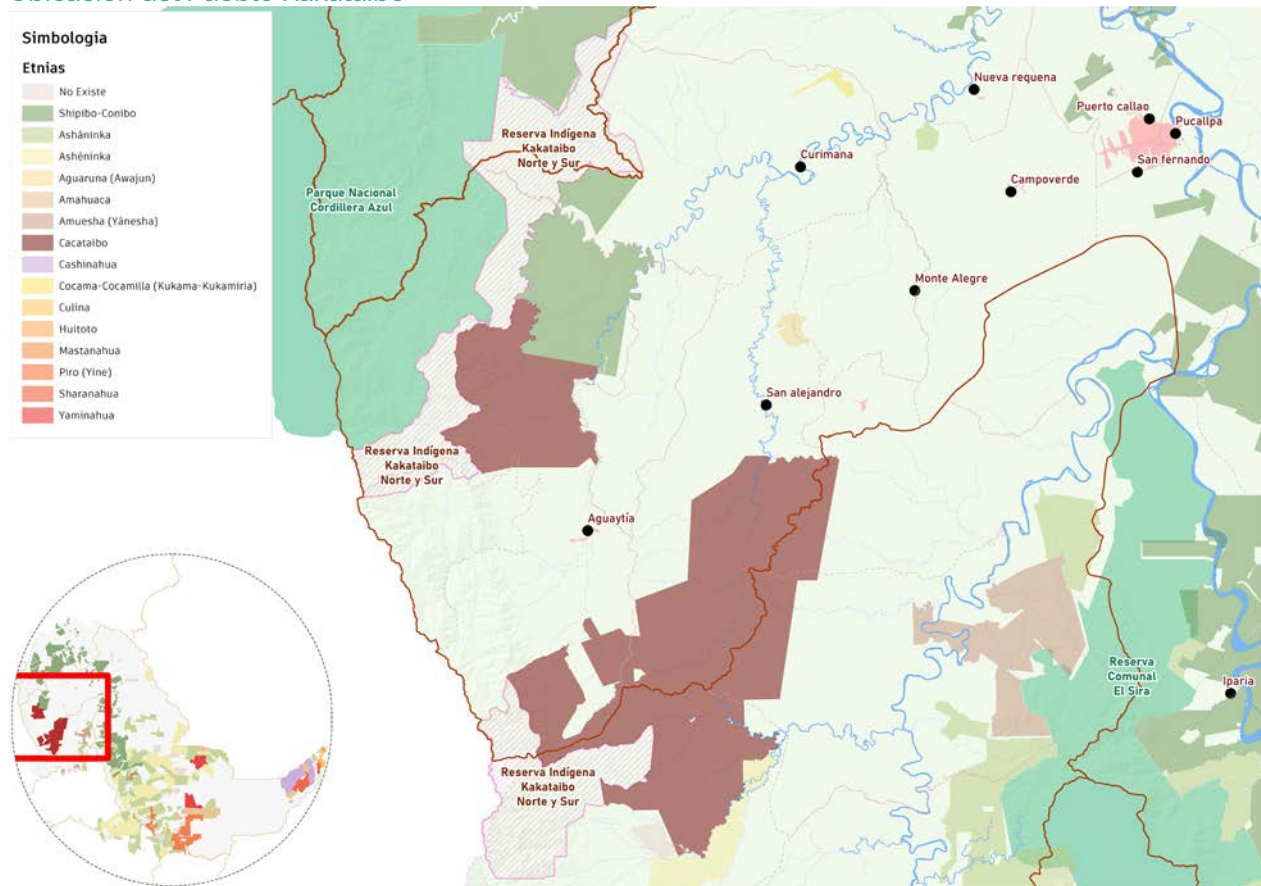 Simbologia
Etnias
No Existe
Shipibo-Conibo
Asháninka
Ashéninka
Aguaruna (Awajun)
Amahuaca
Amuesha (Yánesha)
Cacataibo
Cashinahua
Cocama-Cocamilla (Kukama-Kukamiria)
Culina
Huitoto
Mastanahua
Piro (Yine)
Sharanahua
Yaminahua
Nueva requena
Puerto callao
Pucallpa
San fernando
Reserva Indígena
Kakataibo
Norte y Sur
Curimana
Campoverde
Parque Nacional
Cordillera Azul
Monte Alegre
San alejandro
Reserva Indígena
Kakataibo
Norte y Sur
Aguaytía
Reserva
Comunal
El Sira
Iparia
Reserva Indígena
Kakataibo
Norte y Sur